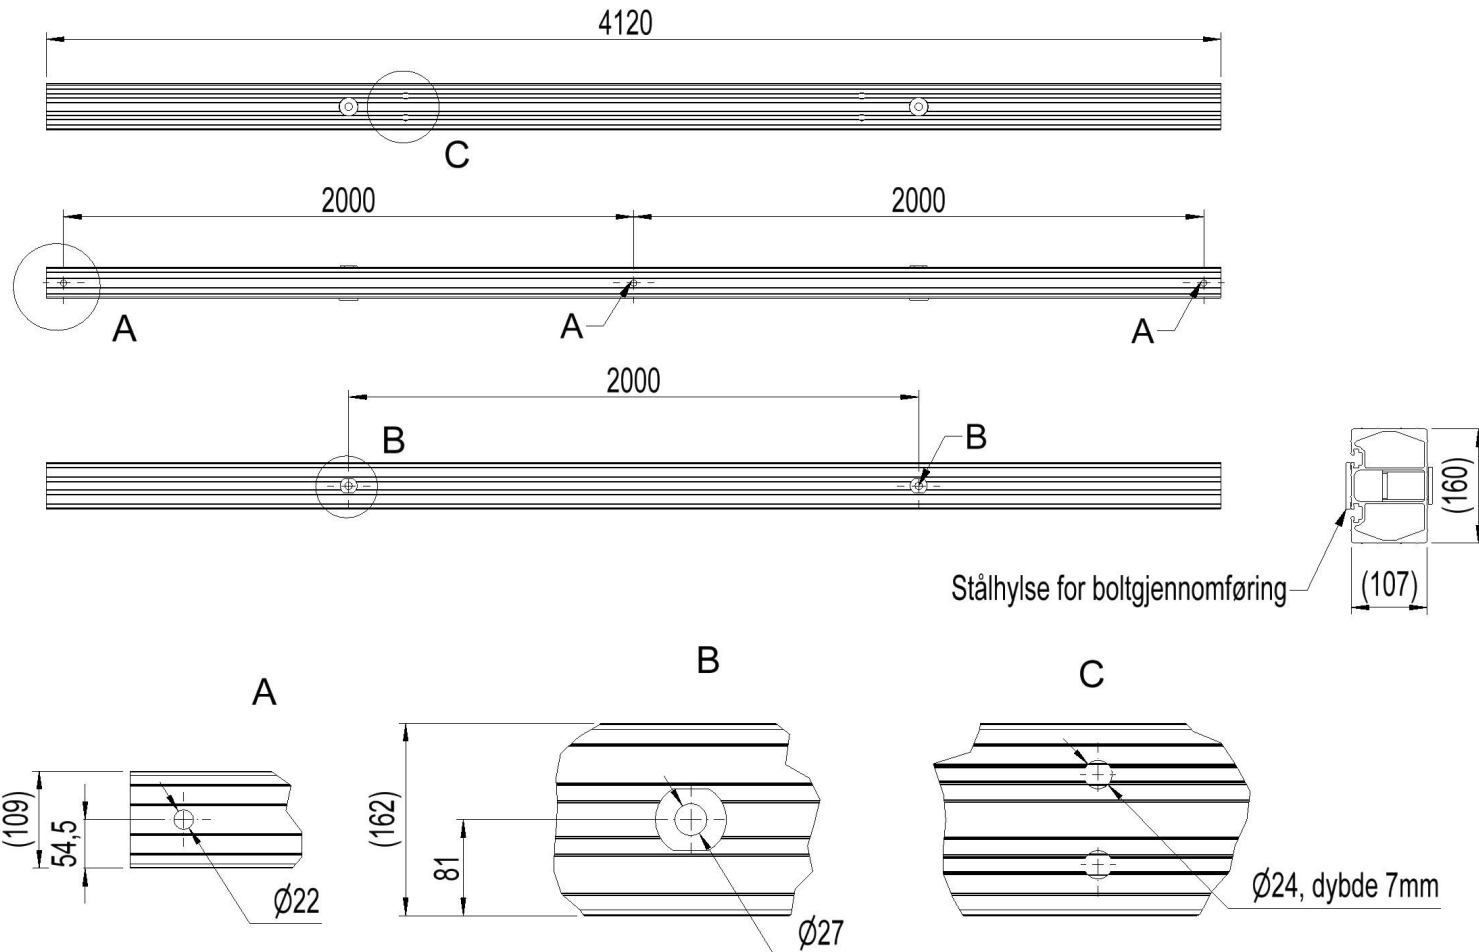 4120
C
2000
2000
A
A
A
2000
B
B
(160)
Stålhylse for boltgjennomføring
(107)
A
B
C
(109)
54,5
Ø22
(162)
81
Ø27
Ø24, dybde 7mm